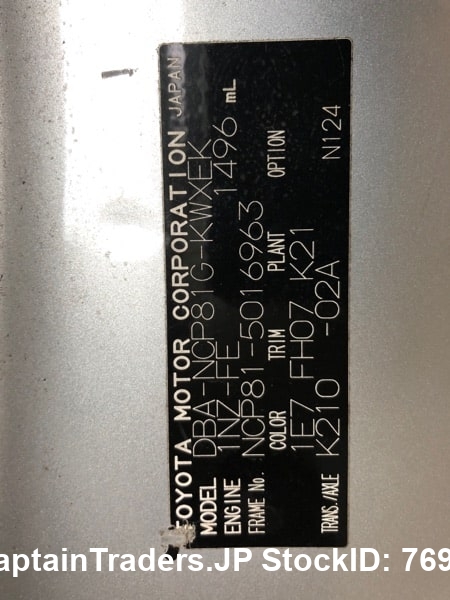 TOYOTA MOTOR CORPORATION JAPAN
MODEL DBA-NCP81G-KWXEK
ENGINE 1NZ-FE 1496 mL
FRAME No. NCP81-5016963
COLOR TRIM PLANT OPTION
1E7 FH07 K21
TRANS./AXLE K210 -02A N124
aptainTraders.JP StockID: 769